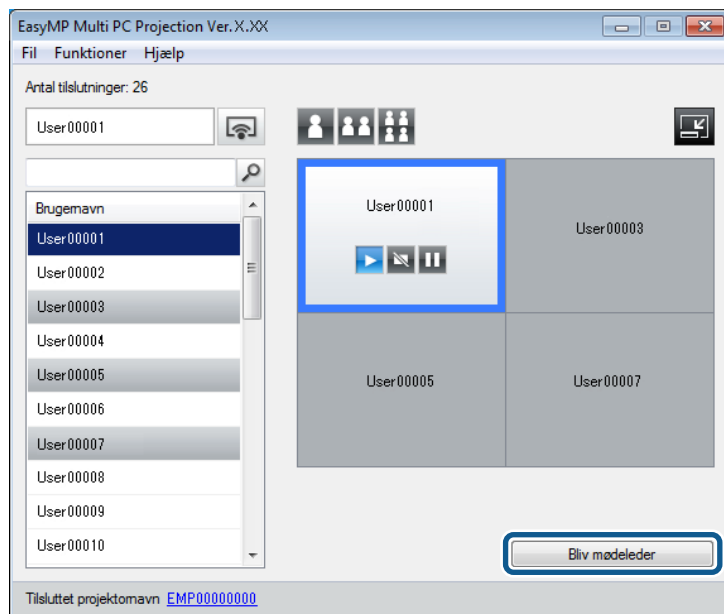 EasyMP Multi PC Projection Ver.X.XX
Fil Funktioner Hjælp
Antal tilslutninger: 26
User00001
Brugernavn
User00001
User00002
User00003
User00004
User00005
User00006
User00007
User00008
User00009
User00010
User00001
User00003
User00005
User00007
Bliv mødeleder
Tilsluttet projektornavn EMP00000000